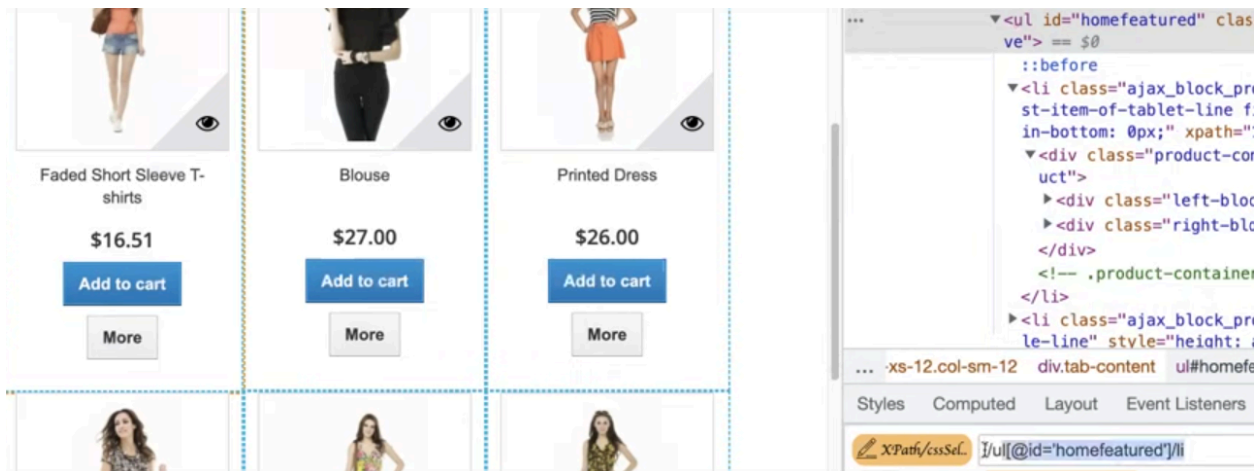 Faded Short Sleeve T-
shirts
$16.51
Add to cart
More
Blouse
$27.00
Add to cart
More
Printed Dress
$26.00
Add to cart
More
... ▼<ul id="homefeatured" clas
ve"> == $0
::before
▼<li class="ajax_block_pro
st-item-of-tablet-line fi
in-bottom: 0px;" xpath="
▼<div class="product-con
uct">
▶<div class="left-bloc
▶<div class="right-blo
</div>
<!-- .product-container
</li>
▶<li class="ajax_block_pro
le-line" style="height: a
... -xs-12.col-sm-12 div.tab-content ul#homefe
Styles Computed Layout Event Listeners
XPath/cssSel.. //ul[@id='homefeatured']/li